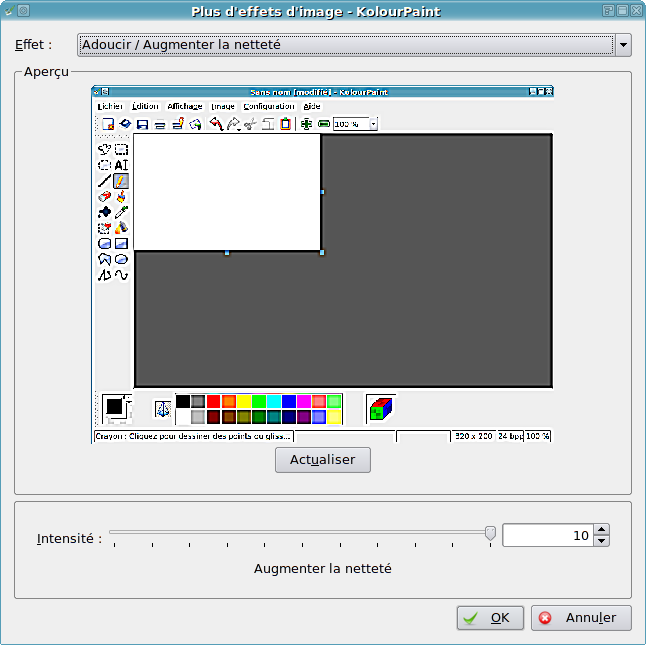 Plus d'effets d'image - KolourPaint
Effet :
Adoucir / Augmenter la netteté
Aperçu
Sans nom [modifié] - KolourPaint
Fichier Édition Affichage Image Configuration Aide
100 %
AI
Crayon : Cliquez pour dessiner des points ou gliss...
320 x 200
24 bpp
100 %
Actualiser
Intensité :
10
Augmenter la netteté
OK
Annuler